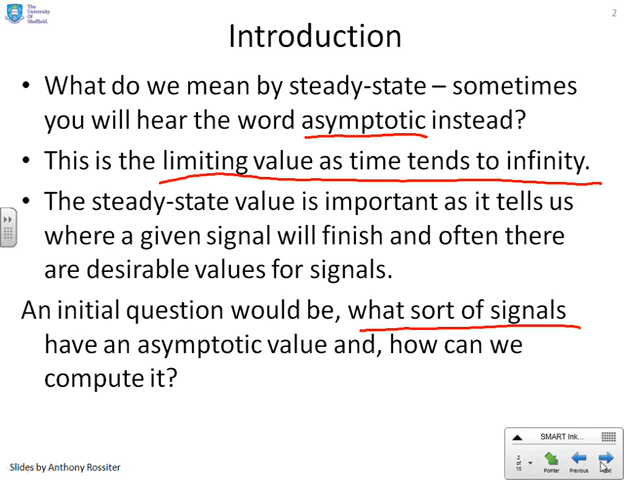 The
University
Of
Sheffield.
2
Introduction
• What do we mean by steady-state – sometimes
you will hear the word asymptotic instead?
• This is the limiting value as time tends to infinity.
• The steady-state value is important as it tells us
where a given signal will finish and often there
are desirable values for signals.
An initial question would be, what sort of signals
have an asymptotic value and, how can we
compute it?
SMART Ink...
2
of
15
Pointer Previous Next
Slides by Anthony Rossiter